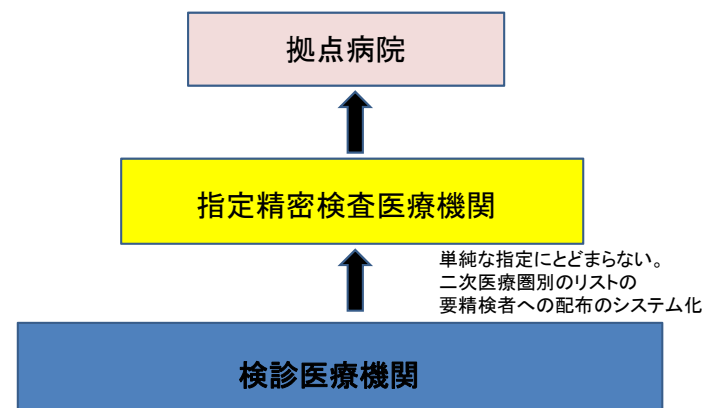 拠点病院
指定精密検査医療機関
単純な指定にとどまらない。
二次医療圏別のリストの
要精検者への配布のシステム化
検診医療機関